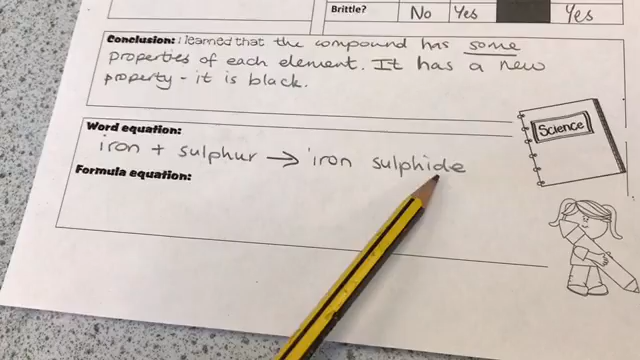 Brittle? No Yes Yes
Conclusion: I learned that the compound has some
properties of each element. It has a new
property - it is black.
Word equation:
iron + sulphur → iron sulphide
Formula equation:
Science